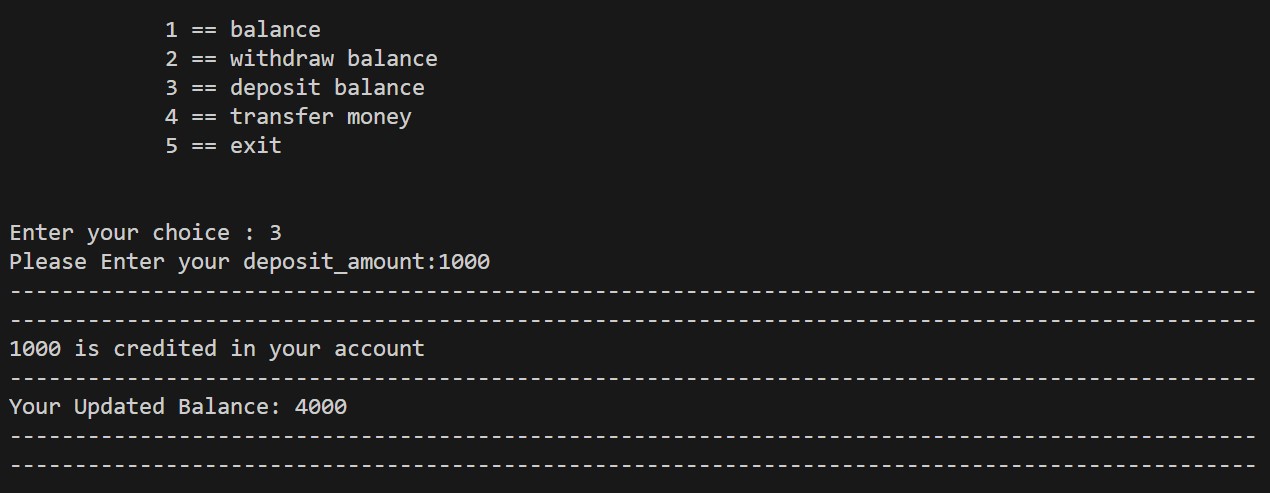 1 == balance
2 == withdraw balance
3 == deposit balance
4 == transfer money
5 == exit
Enter your choice : 3
Please Enter your deposit_amount:1000
------------------------------------------------------------------------------------------------
------------------------------------------------------------------------------------------------
1000 is credited in your account
------------------------------------------------------------------------------------------------
Your Updated Balance: 4000
------------------------------------------------------------------------------------------------
------------------------------------------------------------------------------------------------